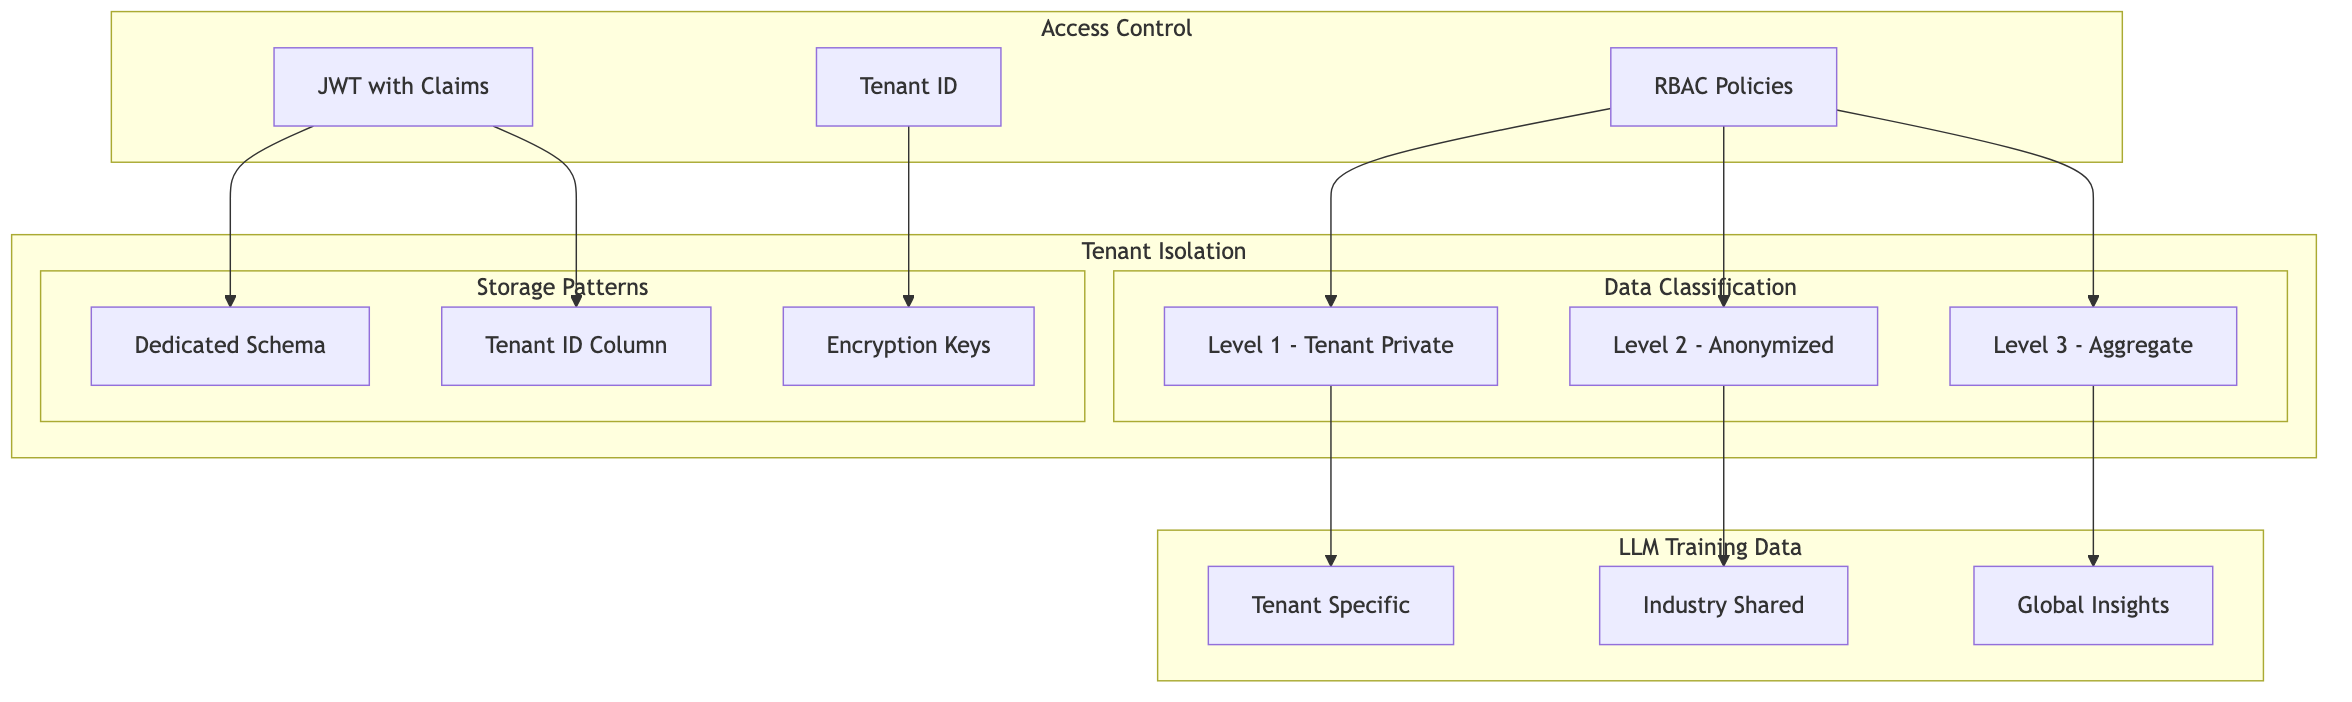 Access Control
JWT with Claims
Tenant ID
RBAC Policies
Tenant Isolation
Storage Patterns
Data Classification
Dedicated Schema
Tenant ID Column
Encryption Keys
Level 1 - Tenant Private
Level 2 - Anonymized
Level 3 - Aggregate
LLM Training Data
Tenant Specific
Industry Shared
Global Insights